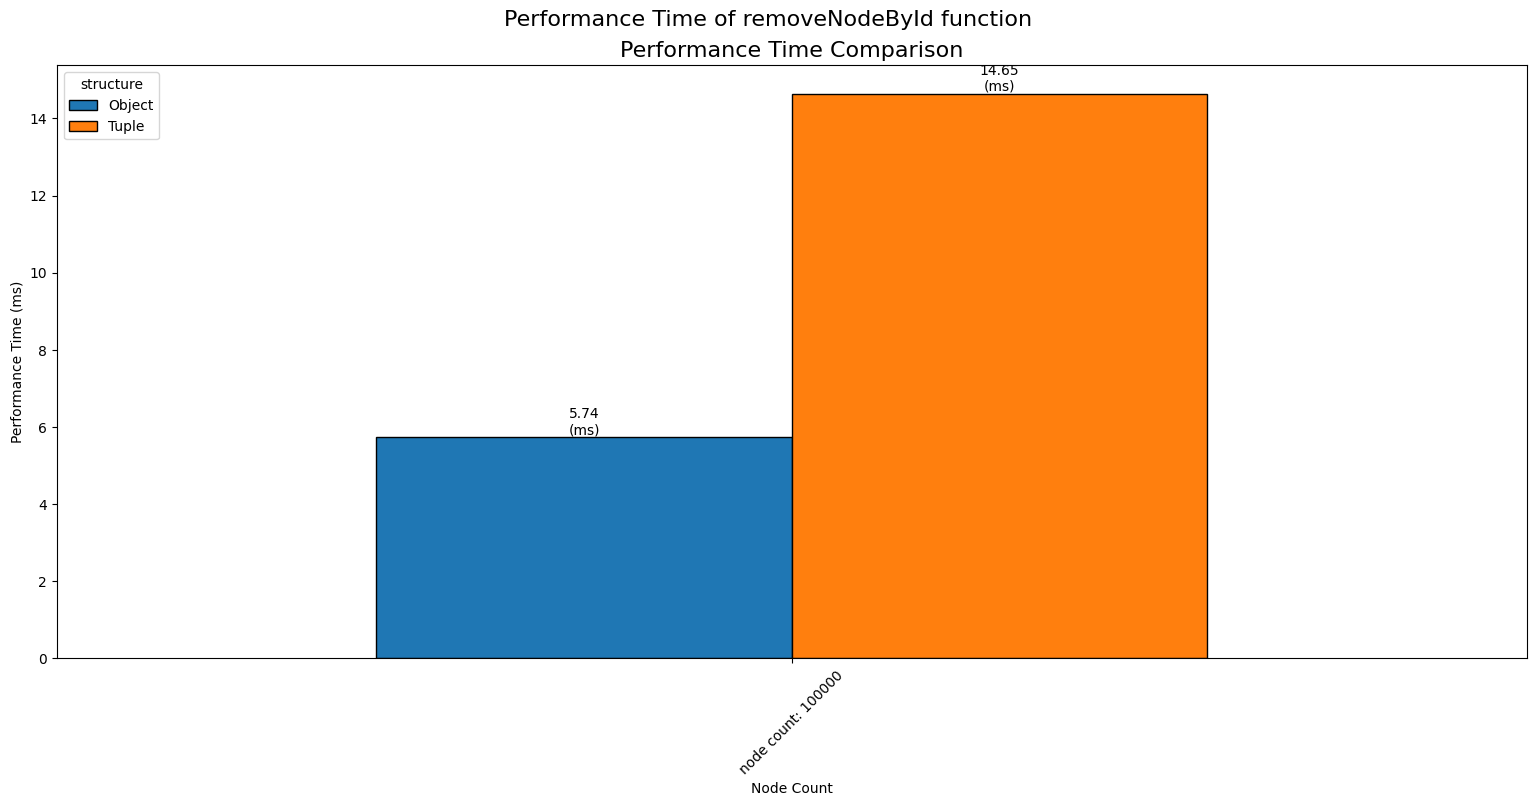 Performance Time of removeNodeById function
Performance Time Comparison
structure
Object
Tuple
14.65
(ms)
5.74
(ms)
Performance Time (ms)
14
12
10
8
6
4
2
0
node count: 100000
Node Count